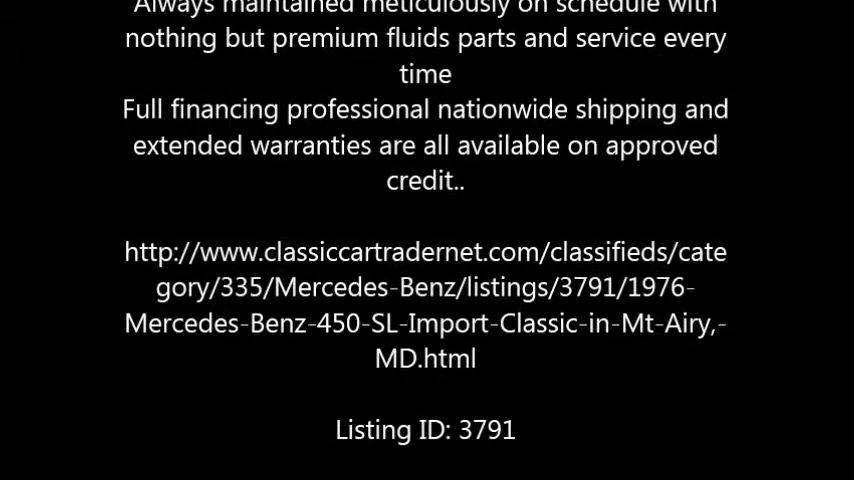 Always maintained meticulously on schedule with
nothing but premium fluids parts and service every
time
Full financing professional nationwide shipping and
extended warranties are all available on approved
credit..
http://www.classiccartradernet.com/classifieds/cate
gory/335/Mercedes-Benz/listings/3791/1976-
Mercedes-Benz-450-SL-Import-Classic-in-Mt-Airy,-
MD.html
Listing ID: 3791